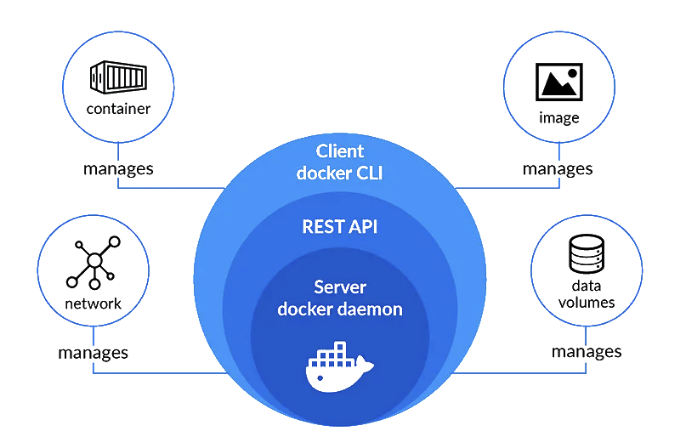 container
manages
image
manages
Client
docker CLI
REST API
Server
docker daemon
network
manages
data
volumes
manages